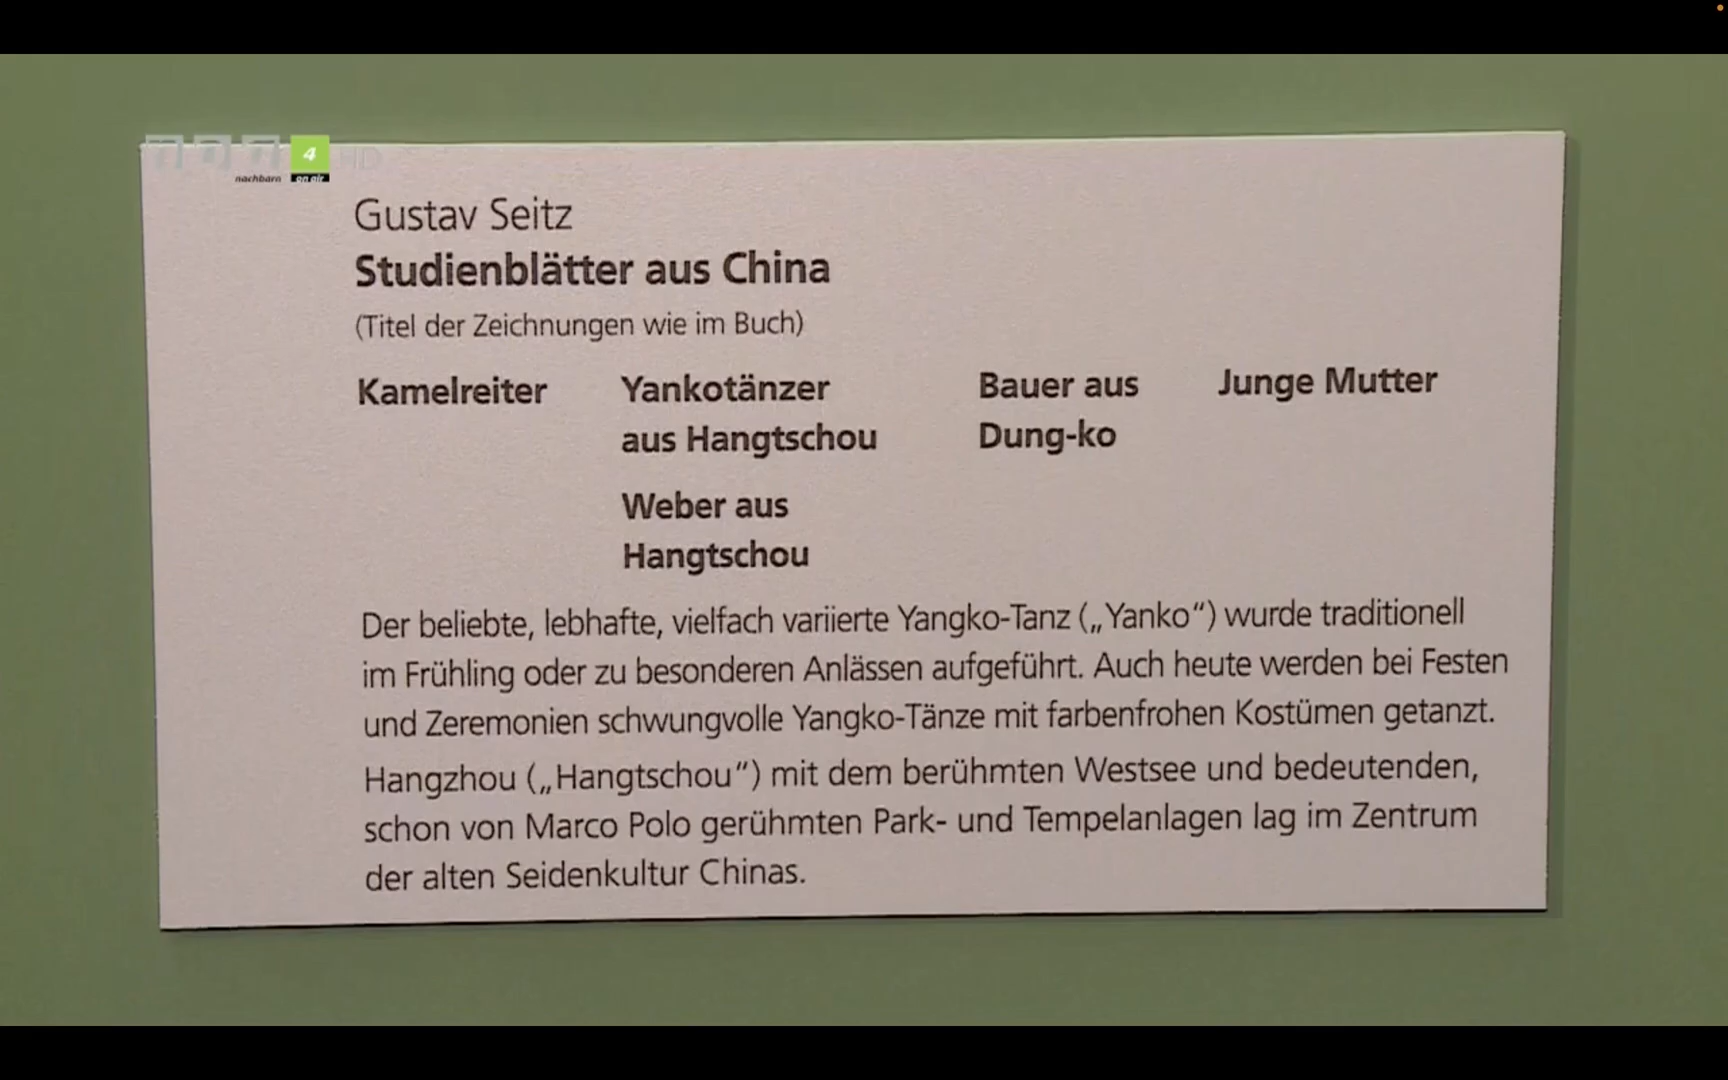 4
HD
nachbarn on air
Gustav Seitz
Studienblätter aus China
(Titel der Zeichnungen wie im Buch)
Kamelreiter
Yankotänzer
aus Hangtschou
Weber aus
Hangtschou
Bauer aus
Dung-ko
Junge Mutter
Der beliebte, lebhafte, vielfach variierte Yangko-Tanz („Yanko“) wurde traditionell
im Frühling oder zu besonderen Anlässen aufgeführt. Auch heute werden bei Festen
und Zeremonien schwungvolle Yangko-Tänze mit farbenfrohen Kostümen getanzt.
Hangzhou („Hangtschou“) mit dem berühmten Westsee und bedeutenden,
schon von Marco Polo gerühmten Park- und Tempelanlagen lag im Zentrum
der alten Seidenkultur Chinas.